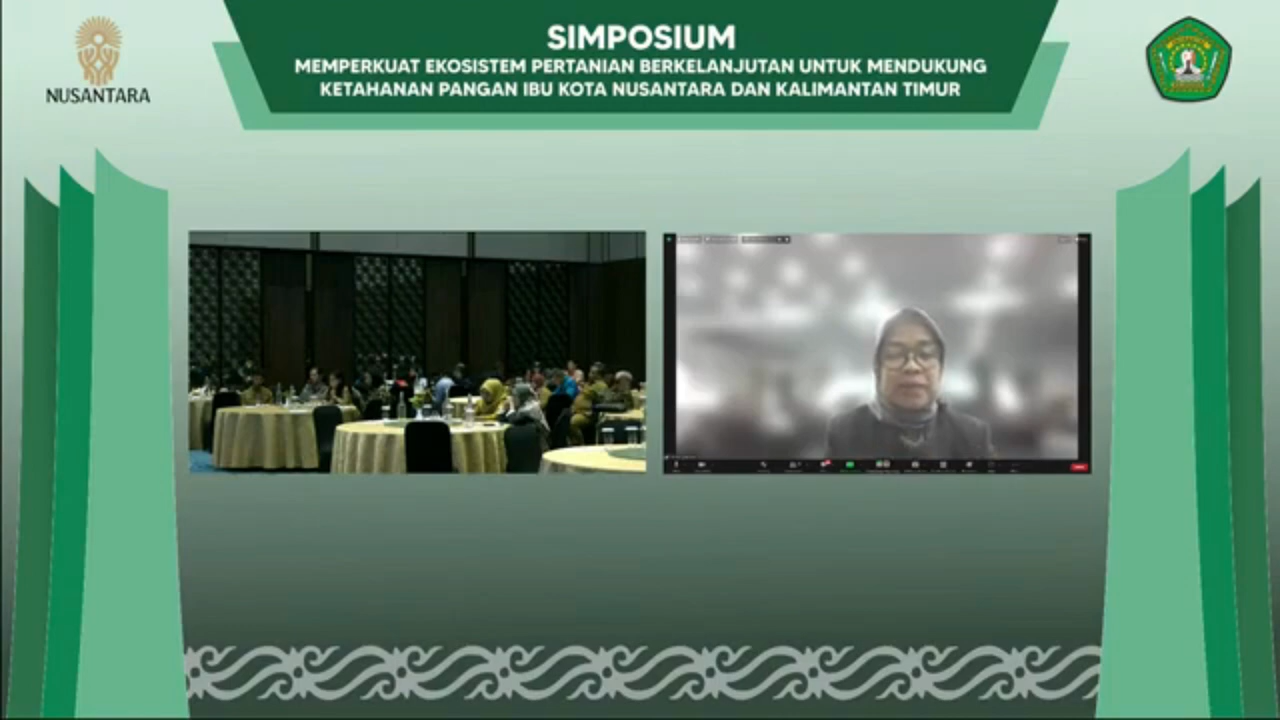 SIMPOSIUM
MEMPERKUAT EKOSISTEM PERTANIAN BERKELANJUTAN UNTUK MENDUKUNG
KETAHANAN PANGAN IBU KOTA NUSANTARA DAN KALIMANTAN TIMUR
NUSANTARA